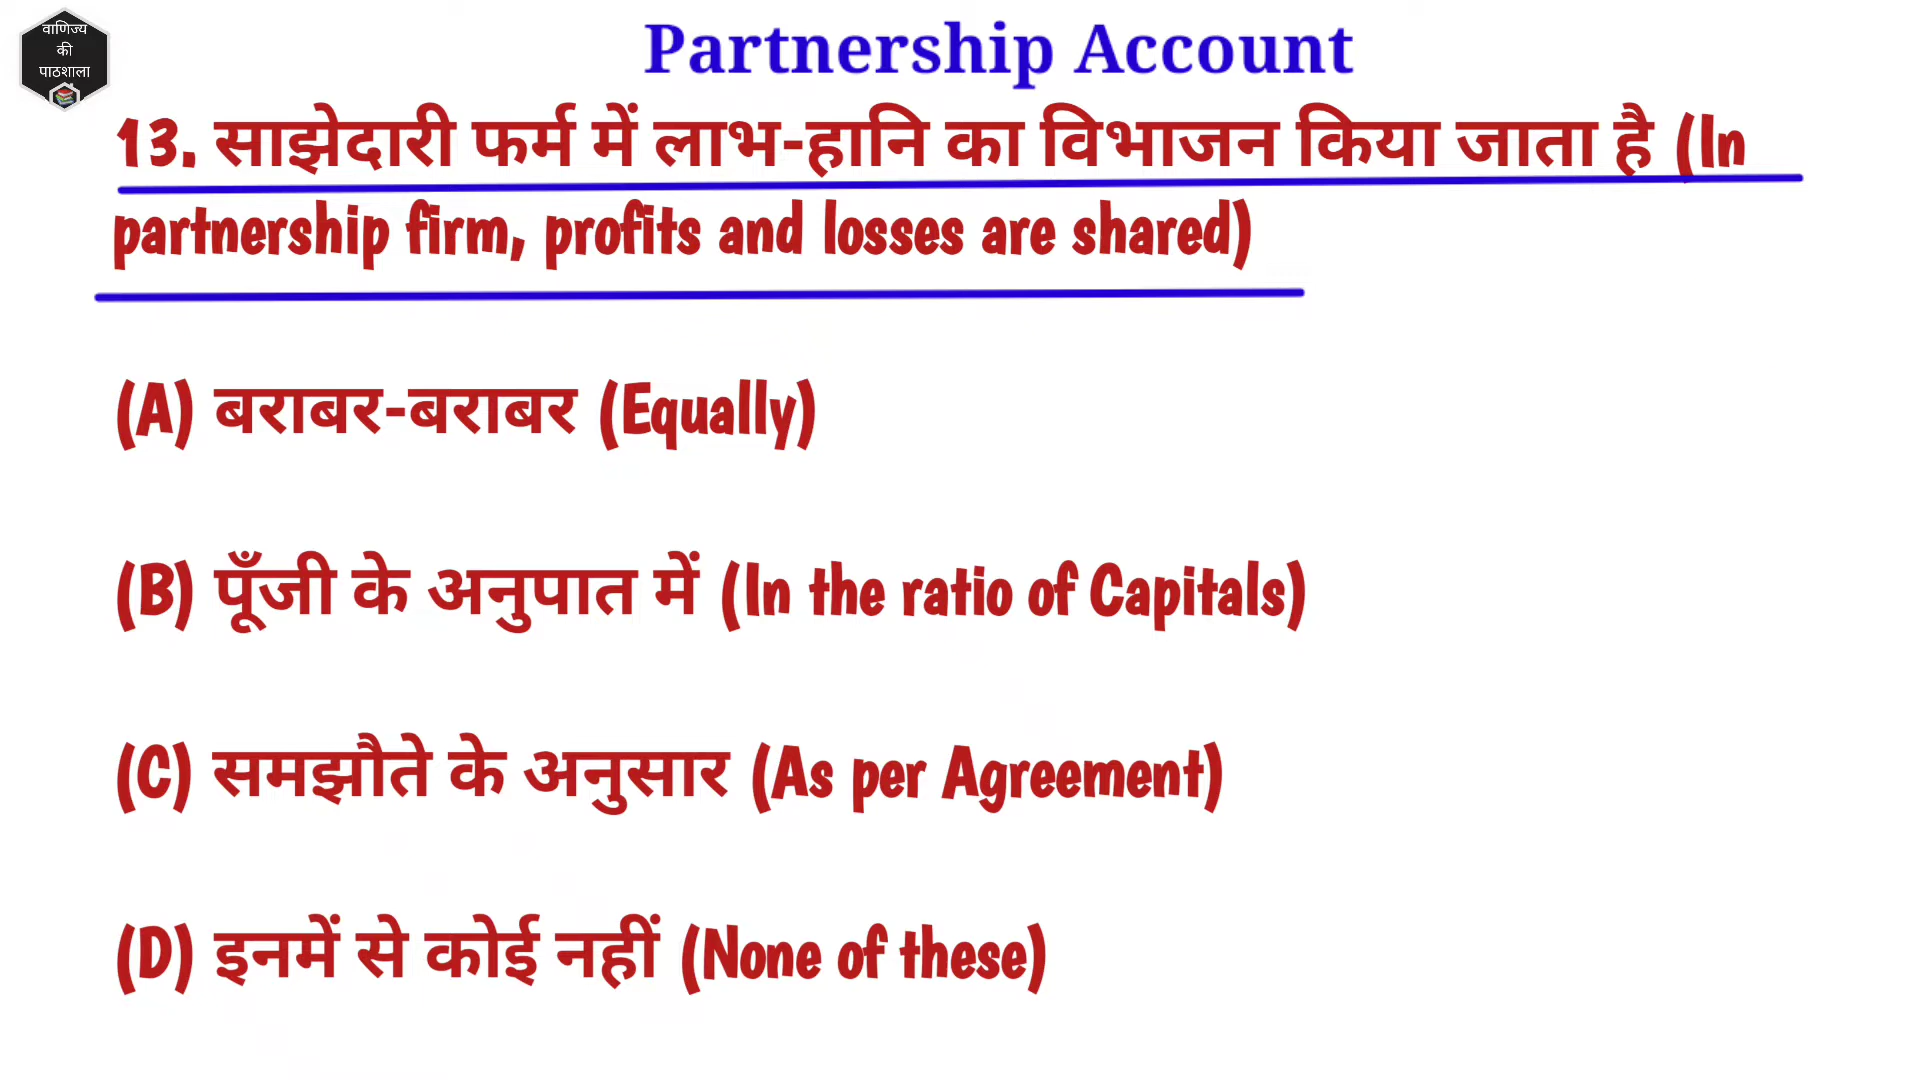 वाणिज्य
की
पाठशाला
Partnership Account
13. साझेदारी फर्म में लाभ-हानि का विभाजन किया जाता है (In
partnership firm, profits and losses are shared)
(A) बराबर-बराबर (Equally)
(B) पूँजी के अनुपात में (In the ratio of Capitals)
(C) समझौते के अनुसार (As per Agreement)
(D) इनमें से कोई नहीं (None of these)